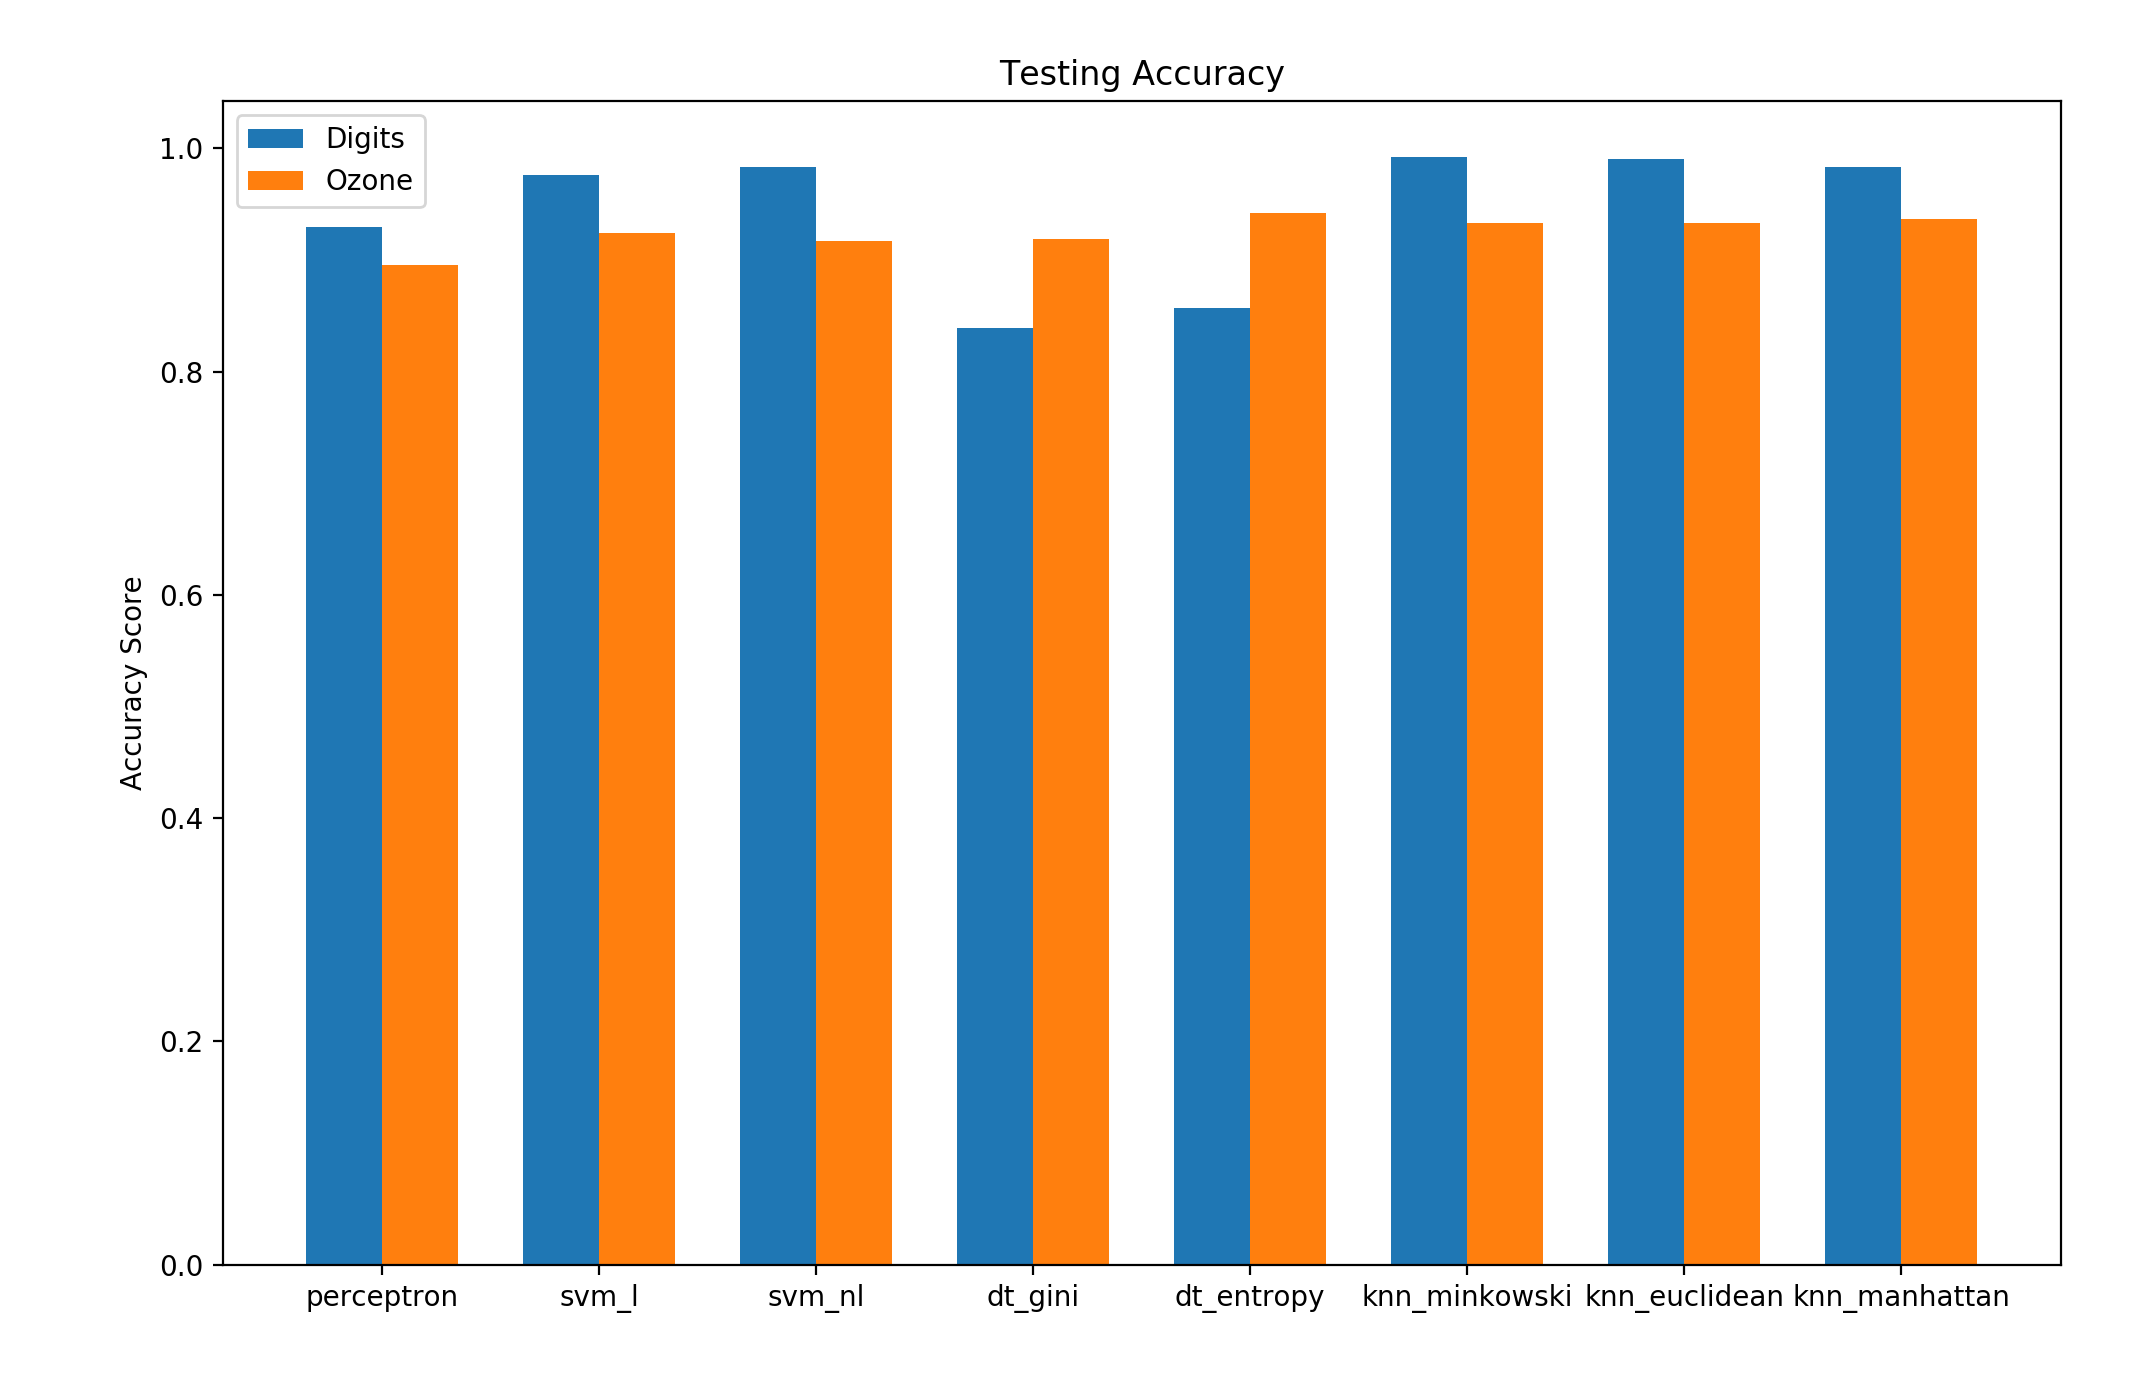 Testing Accuracy
Digits
Ozone
Accuracy Score
1.0
0.8
0.6
0.4
0.2
0.0
perceptron svm_l svm_nl dt_gini dt_entropy knn_minkowski knn_euclidean knn_manhattan